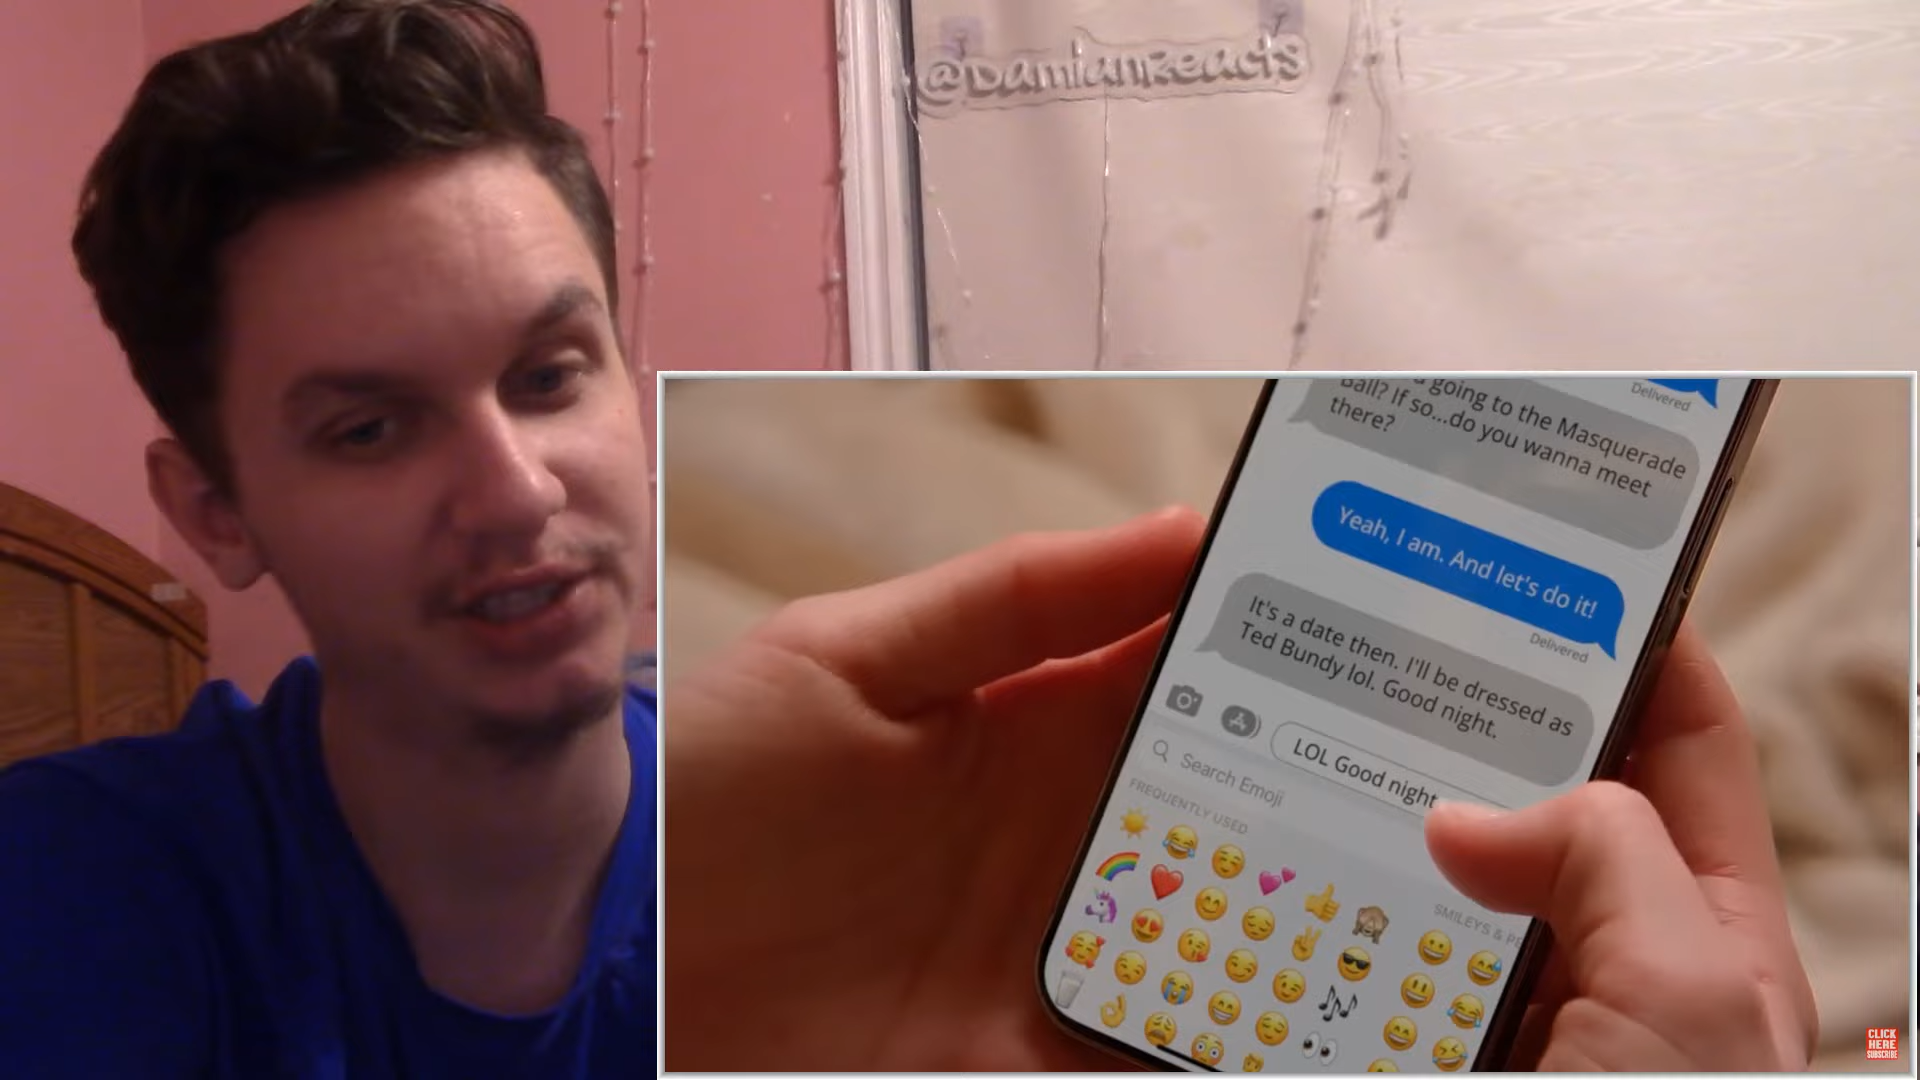 @DamianReacts
Delivered
going to the Masquerade
Ball? If so...do you wanna meet
there?
Yeah, I am. And let's do it!
Delivered
It's a date then. I'll be dressed as
Ted Bundy lol. Good night.
LOL Good night
Search Emoji
FREQUENTLY USED
SMILEYS & PE
CLICK
HERE
SUBSCRIBE